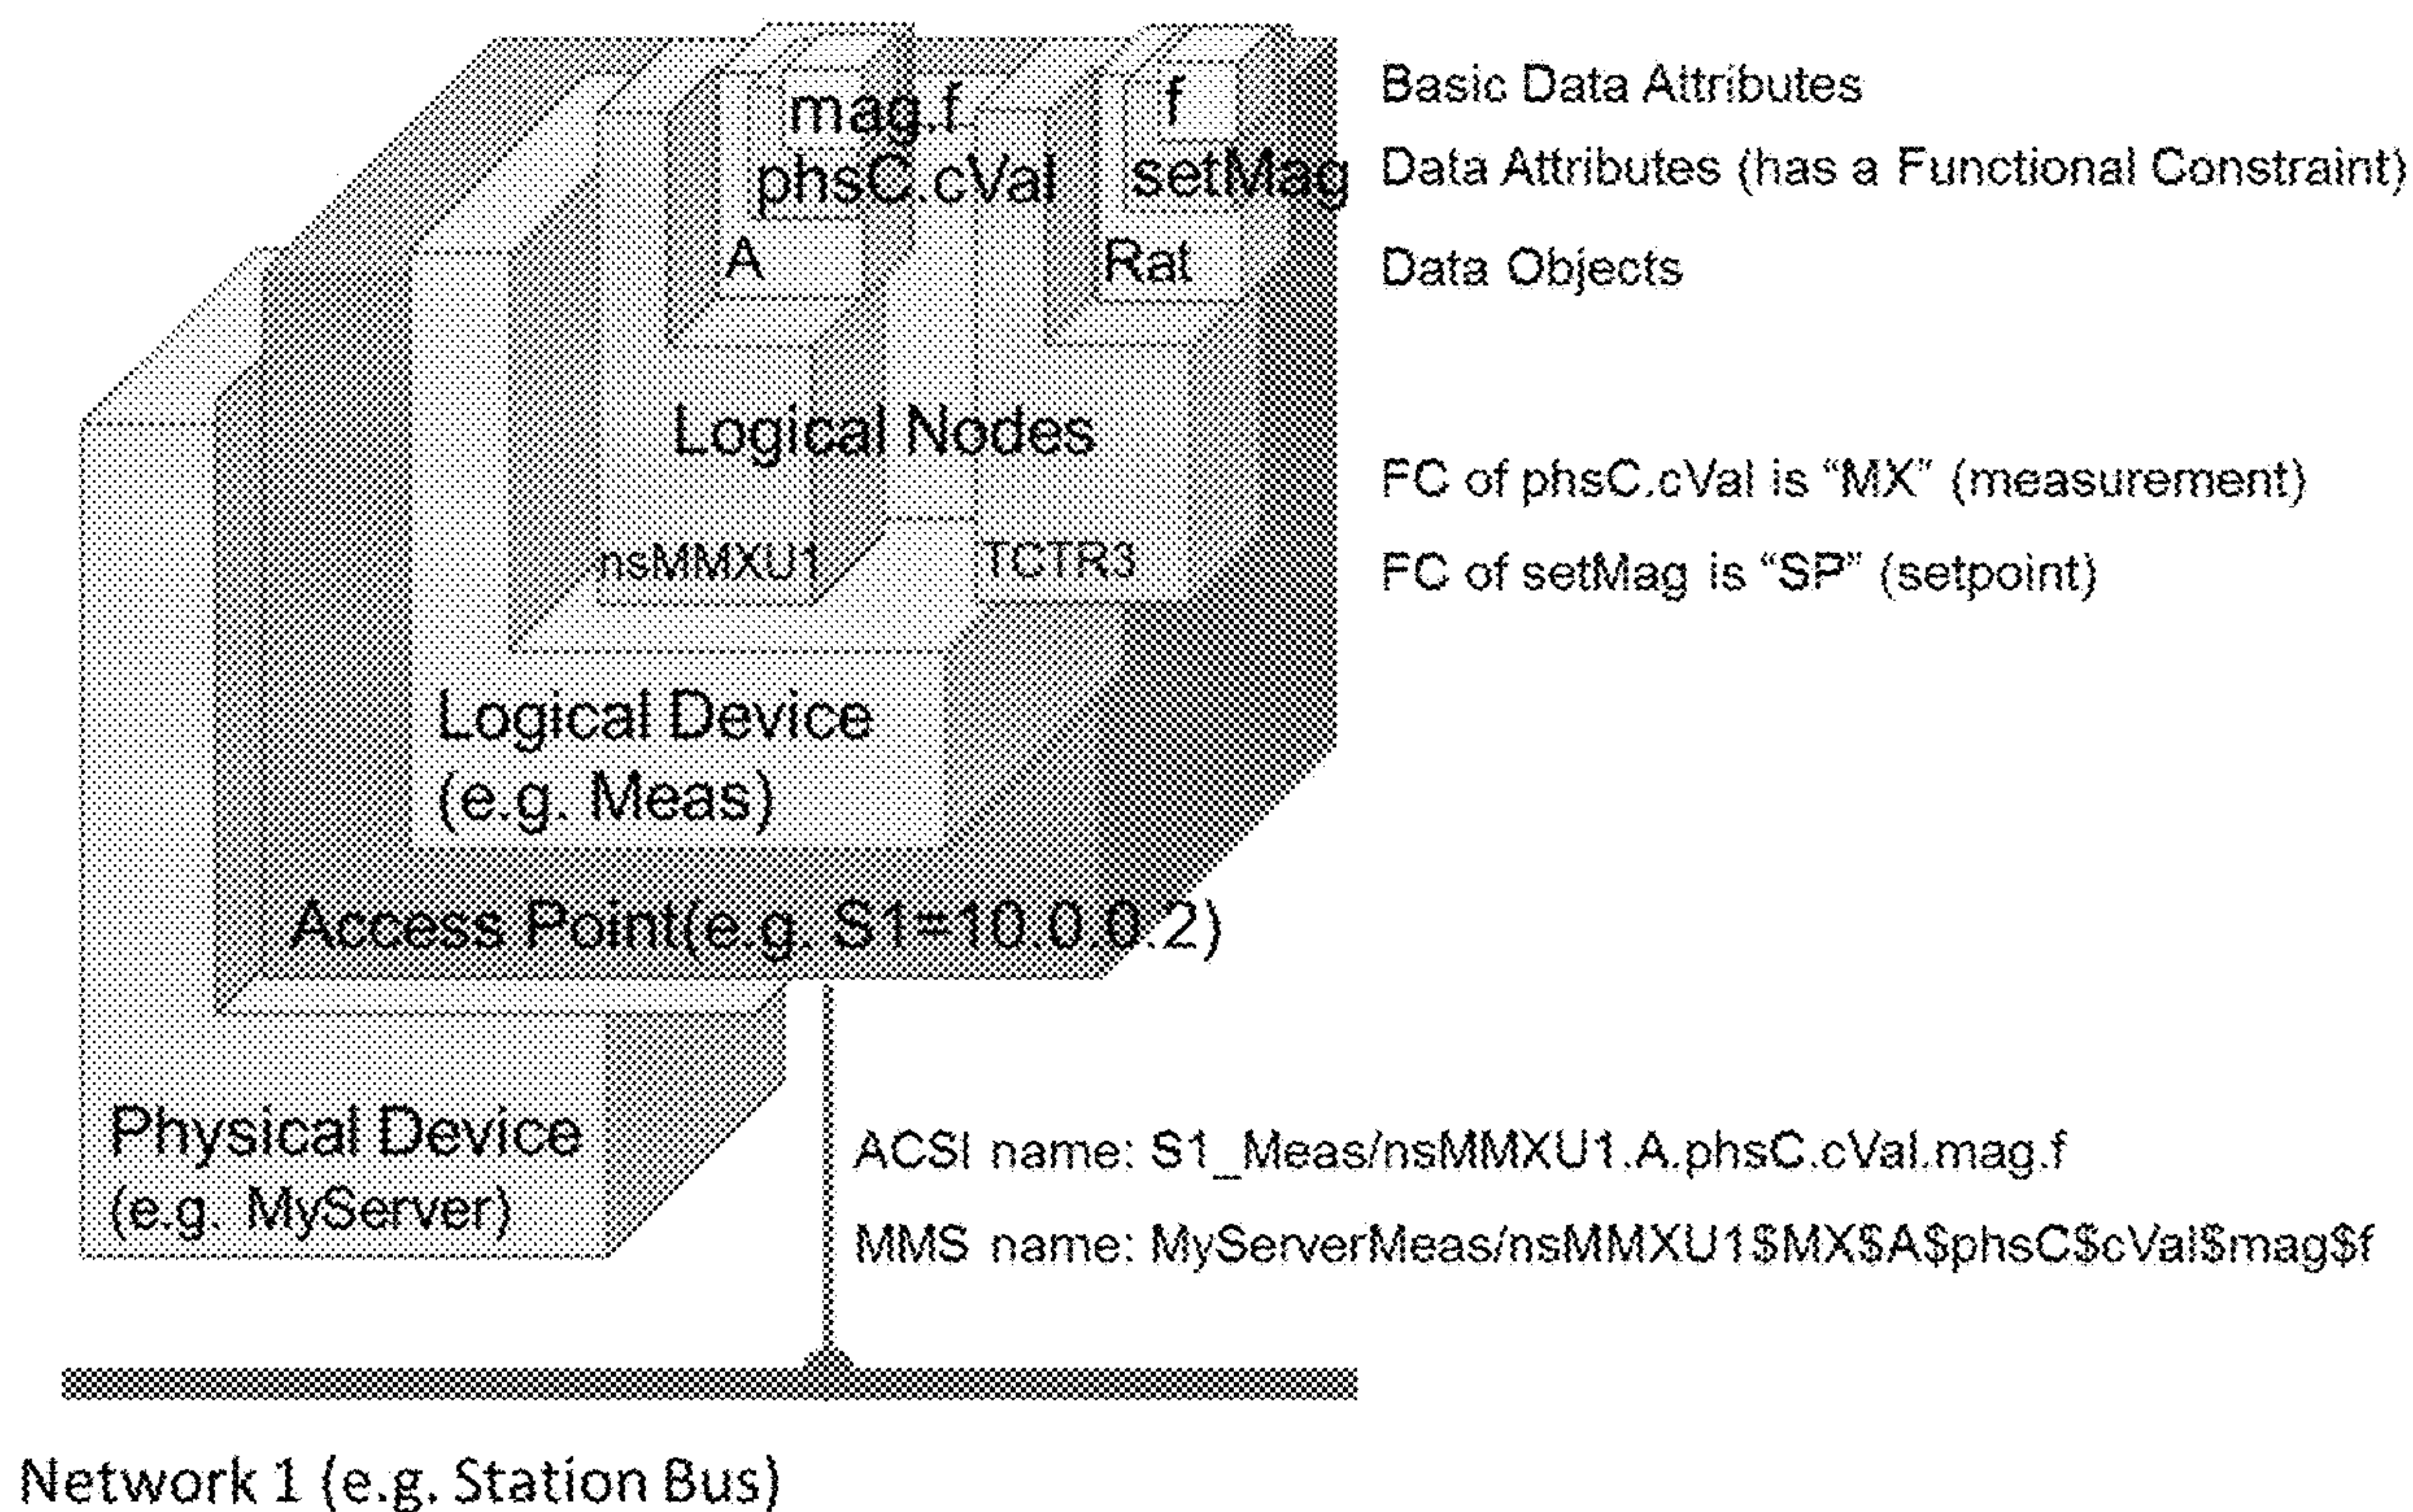 mag.f
f
Basic Data Attributes
phsC.cVal
setMag
Data Attributes (has a Functional Constraint)
A
Rat
Data Objects
Logical Nodes
FC of phsC.cVal is “MX” (measurement)
nsMMXU1
TCTR3
FC of setMag is “SP” (setpoint)
Logical Device
(e.g. Meas)
Access Point(e.g. S1=10.0.0.2)
Physical Device
(e.g. MyServer)
ACSI name: S1_Meas/nsMMXU1.A.phsC.cVal.mag.f
MMS name: MyServerMeas/nsMMXU1$MX$A$phsC$cVal$mag$f
Network 1 (e.g. Station Bus)